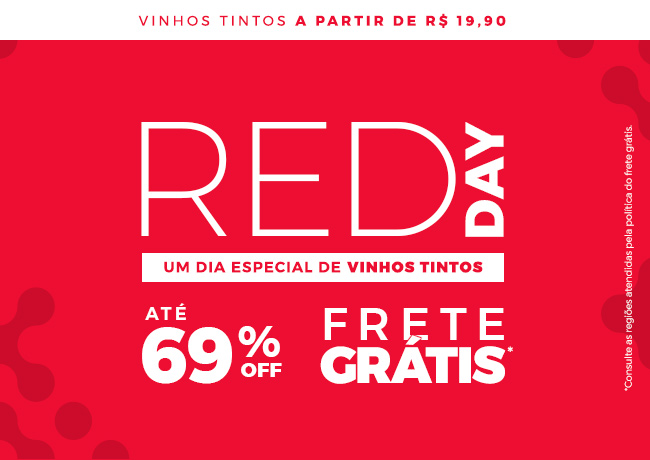 VINHOS TINTOS A PARTIR DE R$ 19,90
RED DAY
UM DIA ESPECIAL DE VINHOS TINTOS
ATÉ
69% OFF
FRETE
GRÁTIS*
*Consulte as regiões atendidas pela política do frete grátis.